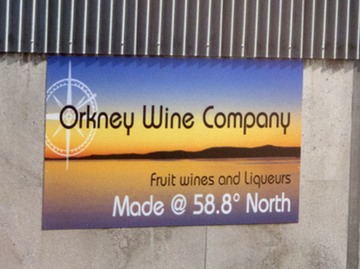 Orkney Wine Company
Fruit wines and Liqueurs
Made @ 58.8° North